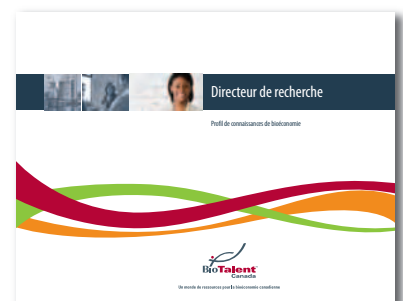 Directeur de recherche
Profil de connaissances de bioéconomie
BioTalent
Canada
Un monde de ressources pour la bioéconomie canadienne